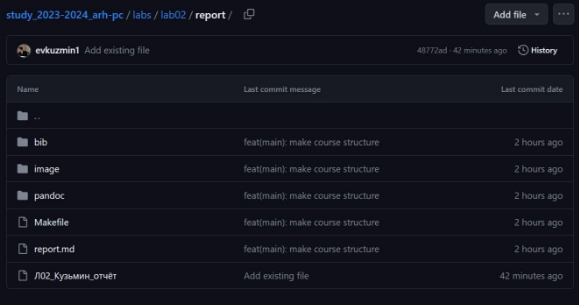 study_2023-2024_arh-pc / labs / lab02 / report / Add file
evkuzmin1 Add existing file 48772ad · 42 minutes ago History
Name Last commit message Last commit date
..
bib feat(main): make course structure 2 hours ago
image feat(main): make course structure 2 hours ago
pandoc feat(main): make course structure 2 hours ago
Makefile feat(main): make course structure 2 hours ago
report.md feat(main): make course structure 2 hours ago
Л02_Кузьмин_отчёт Add existing file 42 minutes ago